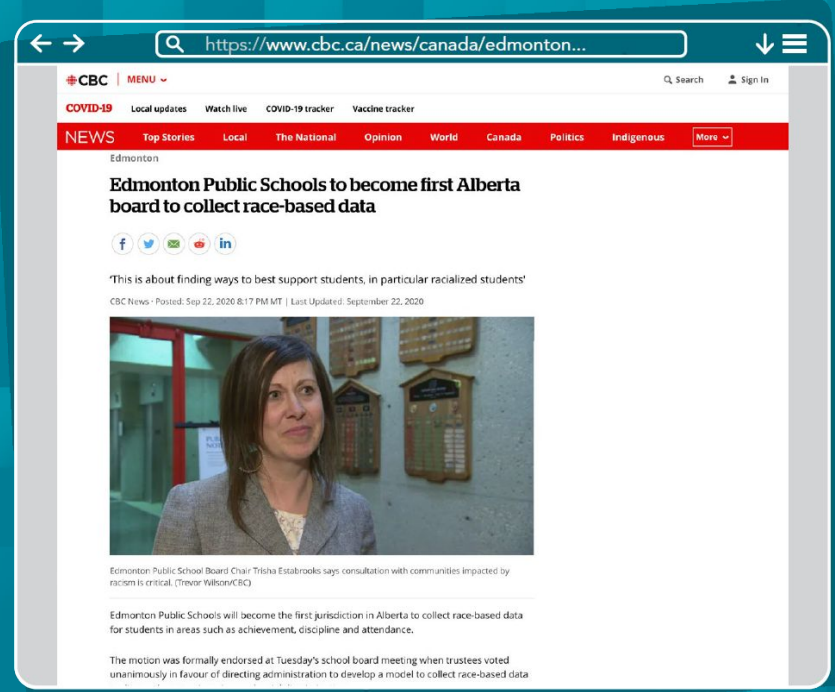 https://www.cbc.ca/news/canada/edmonton...
CBC | MENU Search Sign In
COVID-19 Local updates Watch live COVID-19 tracker Vaccine tracker
NEWS Top Stories Local The National Opinion World Canada Politics Indigenous More
Edmonton
Edmonton Public Schools to become first Alberta
board to collect race-based data
'This is about finding ways to best support students, in particular racialized students'
CBC News · Posted: Sep 22, 2020 8:17 PM MT | Last Updated: September 22, 2020
Edmonton Public School Board Chair Trisha Estabrooks says consultation with communities impacted by
racism is critical. (Trevor Wilson/CBC)
Edmonton Public Schools will become the first jurisdiction in Alberta to collect race-based data
for students in areas such as achievement, discipline and attendance.
The motion was formally endorsed at Tuesday's school board meeting when trustees voted
unanimously in favour of directing administration to develop a model to collect race-based data